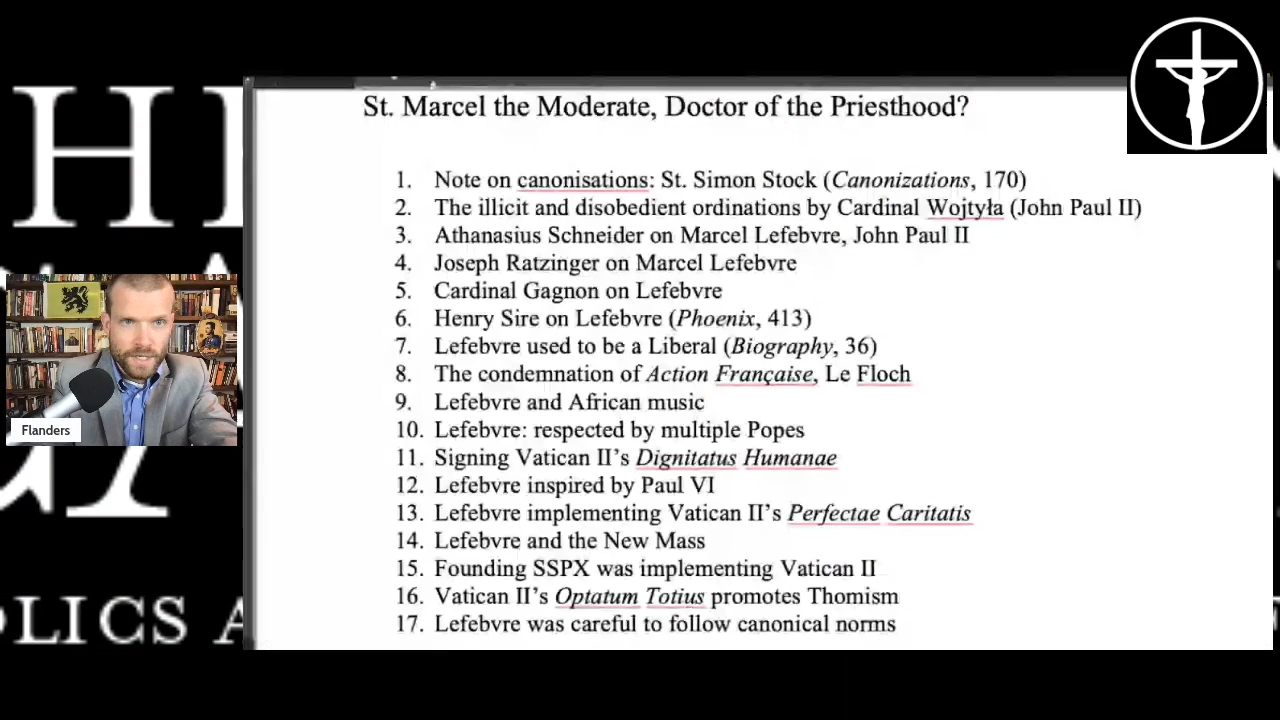 St. Marcel the Moderate, Doctor of the Priesthood?
1. Note on canonisations: St. Simon Stock (Canonizations, 170)
2. The illicit and disobedient ordinations by Cardinal Wojtyła (John Paul II)
3. Athanasius Schneider on Marcel Lefebvre, John Paul II
4. Joseph Ratzinger on Marcel Lefebvre
5. Cardinal Gagnon on Lefebvre
6. Henry Sire on Lefebvre (Phoenix, 413)
7. Lefebvre used to be a Liberal (Biography, 36)
8. The condemnation of Action Française, Le Floch
9. Lefebvre and African music
10. Lefebvre: respected by multiple Popes
11. Signing Vatican II’s Dignitatus Humanae
12. Lefebvre inspired by Paul VI
13. Lefebvre implementing Vatican II’s Perfectae Caritatis
14. Lefebvre and the New Mass
15. Founding SSPX was implementing Vatican II
16. Vatican II’s Optatum Totius promotes Thomism
17. Lefebvre was careful to follow canonical norms
Flanders
OLICS A